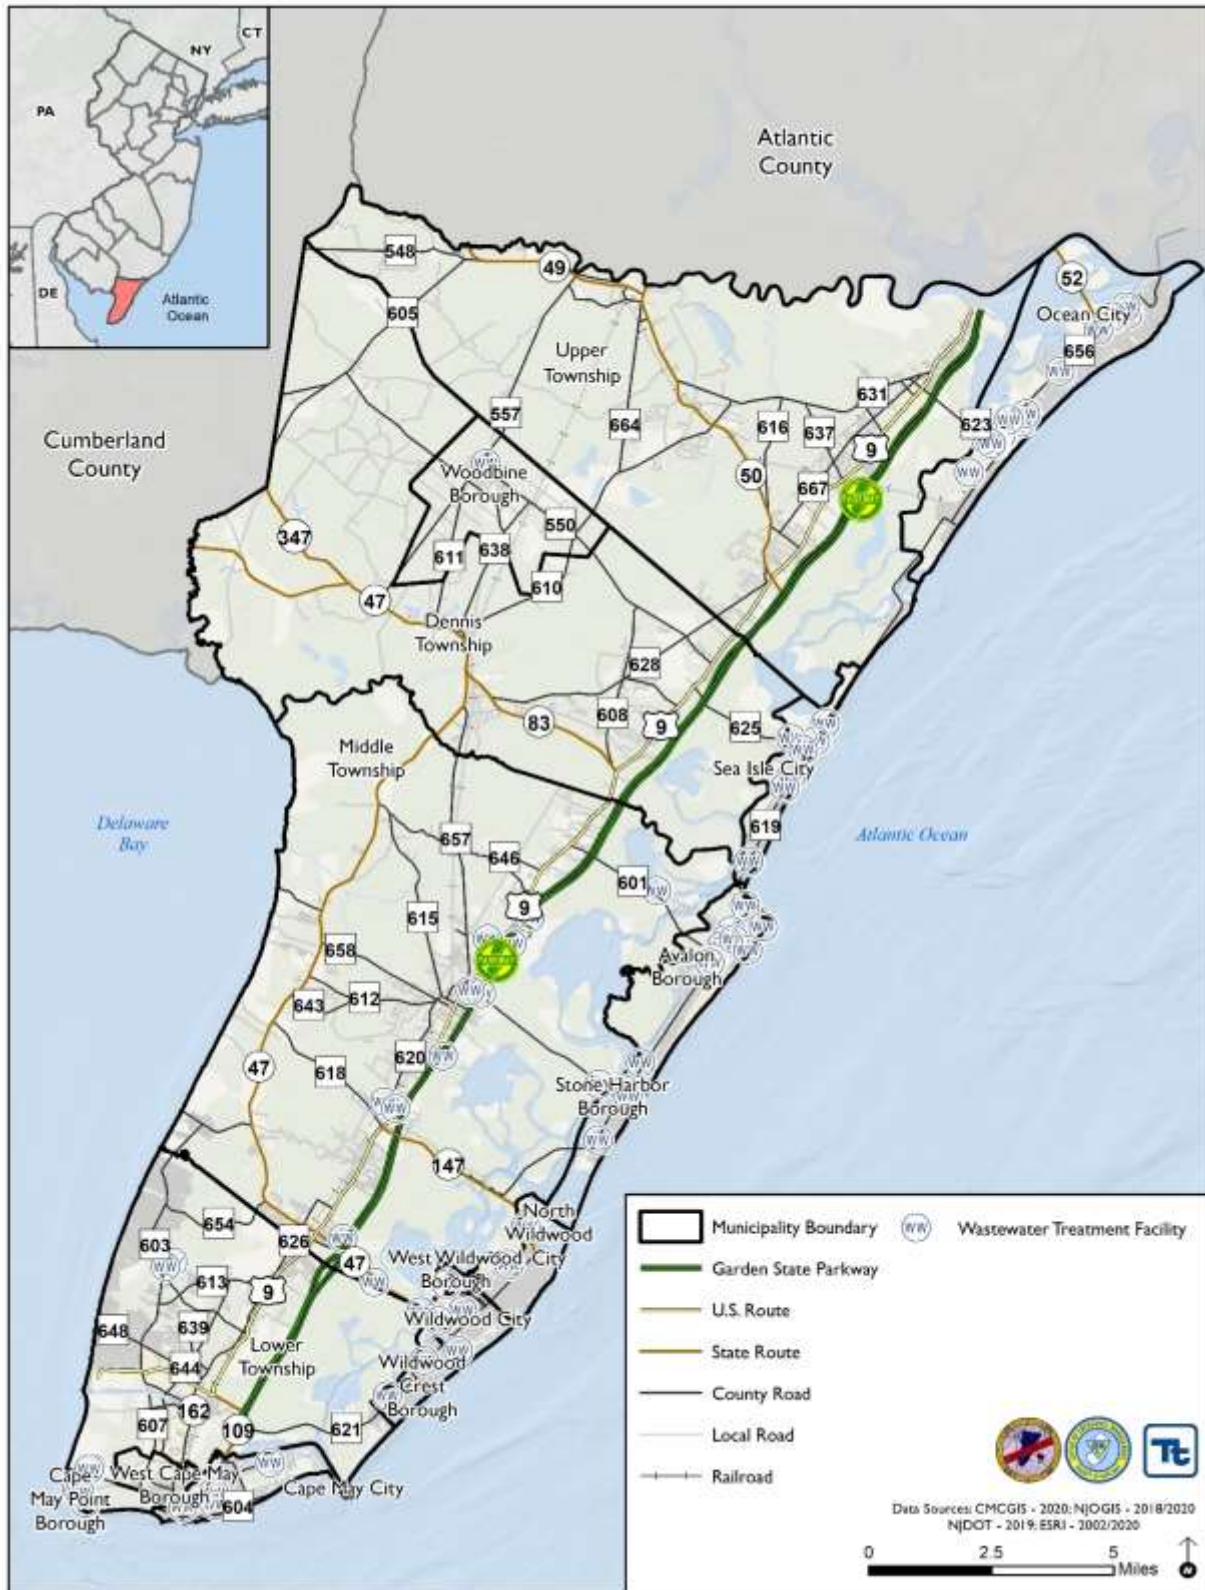 NY
CT
PA
DE
Atlantic
Ocean
Atlantic
County
548
49
52
Ocean City
605
656
Upper
Township
631
557
664
616
637
623
9
Cumberland
County
Woodbine
Borough
50
667
550
347
611
638
610
47
Dennis
Township
628
608
625
83
9
Middle
Township
Sea Isle City
Delaware
Bay
619
Atlantic Ocean
657
646
601
9
615
658
Avalon
Borough
643
612
620
47
618
Stone Harbor
Borough
147
North
Wildwood
654
603
626
47
West Wildwood City
Borough
613
9
Wildwood City
648
639
Lower
Township
644
Wildwood
Crest
Borough
162
607
109
621
Cape
May Point
Borough
West Cape May
Borough
604
Cape May City
WW
Municipality Boundary
WW
Wastewater Treatment Facility
Garden State Parkway
U.S. Route
State Route
County Road
Local Road
Railroad
Tt
Data Sources: CMCGIS - 2020; NJOGIS - 2018/2020
NJDOT - 2019; ESRI - 2002/2020
0
2.5
5
Miles
N